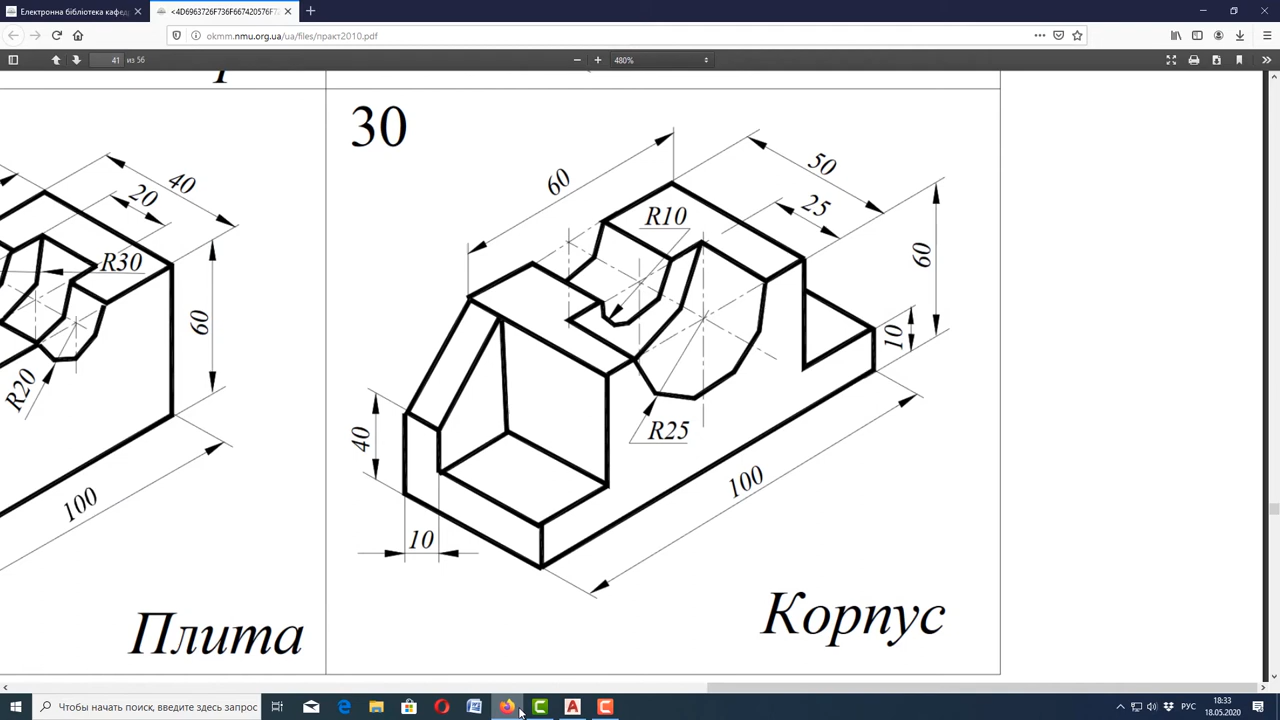 Електронна бібліотека кафед
<4D6963726F736F667420576F7
okmm.nmu.org.ua/ua/files/практ2010.pdf
41 из 56
480%
30
40
20
R30
60
R20
100
Плита
60
50
25
R10
60
10
40
R25
100
10
Корпус
Чтобы начать поиск, введите здесь запрос
РУС
18:33
18.05.2020